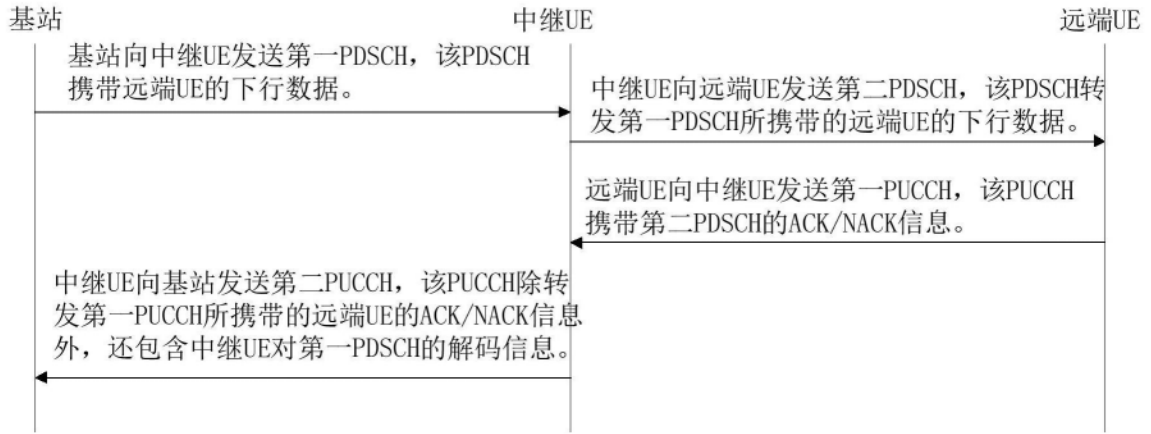 基站
中继UE
远端UE
基站向中继UE发送第一PDSCH，该PDSCH
携带远端UE的下行数据。
中继UE向远端UE发送第二PDSCH，该PDSCH转
发第一PDSCH所携带的远端UE的下行数据。
远端UE向中继UE发送第一PUCCH，该PUCCH
携带第二PDSCH的ACK/NACK信息。
中继UE向基站发送第二PUCCH，该PUCCH除转
发第一PUCCH所携带的远端UE的ACK/NACK信息
外，还包含中继UE对第一PDSCH的解码信息。